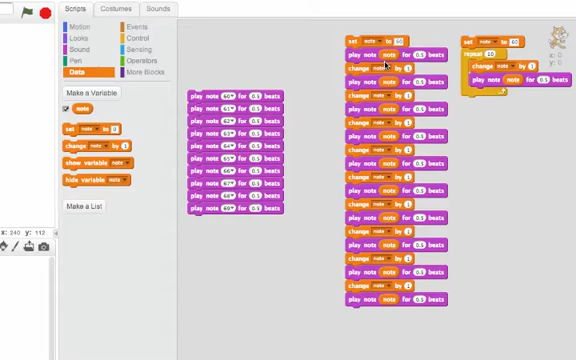 Scripts Costumes Sounds
Motion Events
Looks Control
Sound Sensing
Pen Operators
Data More Blocks
Make a Variable
note
set note to 0
change note by 1
show variable note
hide variable note
Make a List
x: 240 y: 112
play note 60 for 0.5 beats
play note 61 for 0.5 beats
play note 62 for 0.5 beats
play note 63 for 0.5 beats
play note 64 for 0.5 beats
play note 65 for 0.5 beats
play note 66 for 0.5 beats
play note 67 for 0.5 beats
play note 68 for 0.5 beats
play note 69 for 0.5 beats
set note to 60
play note note for 0.5 beats
change note by 1
play note note for 0.5 beats
change note by 1
play note note for 0.5 beats
change note by 1
play note note for 0.5 beats
change note by 1
play note note for 0.5 beats
change note by 1
play note note for 0.5 beats
change note by 1
play note note for 0.5 beats
change note by 1
play note note for 0.5 beats
change note by 1
play note note for 0.5 beats
change note by 1
play note note for 0.5 beats
set note to 60
repeat 10
change note by 1
play note note for 0.5 beats
x: 0
y: 0